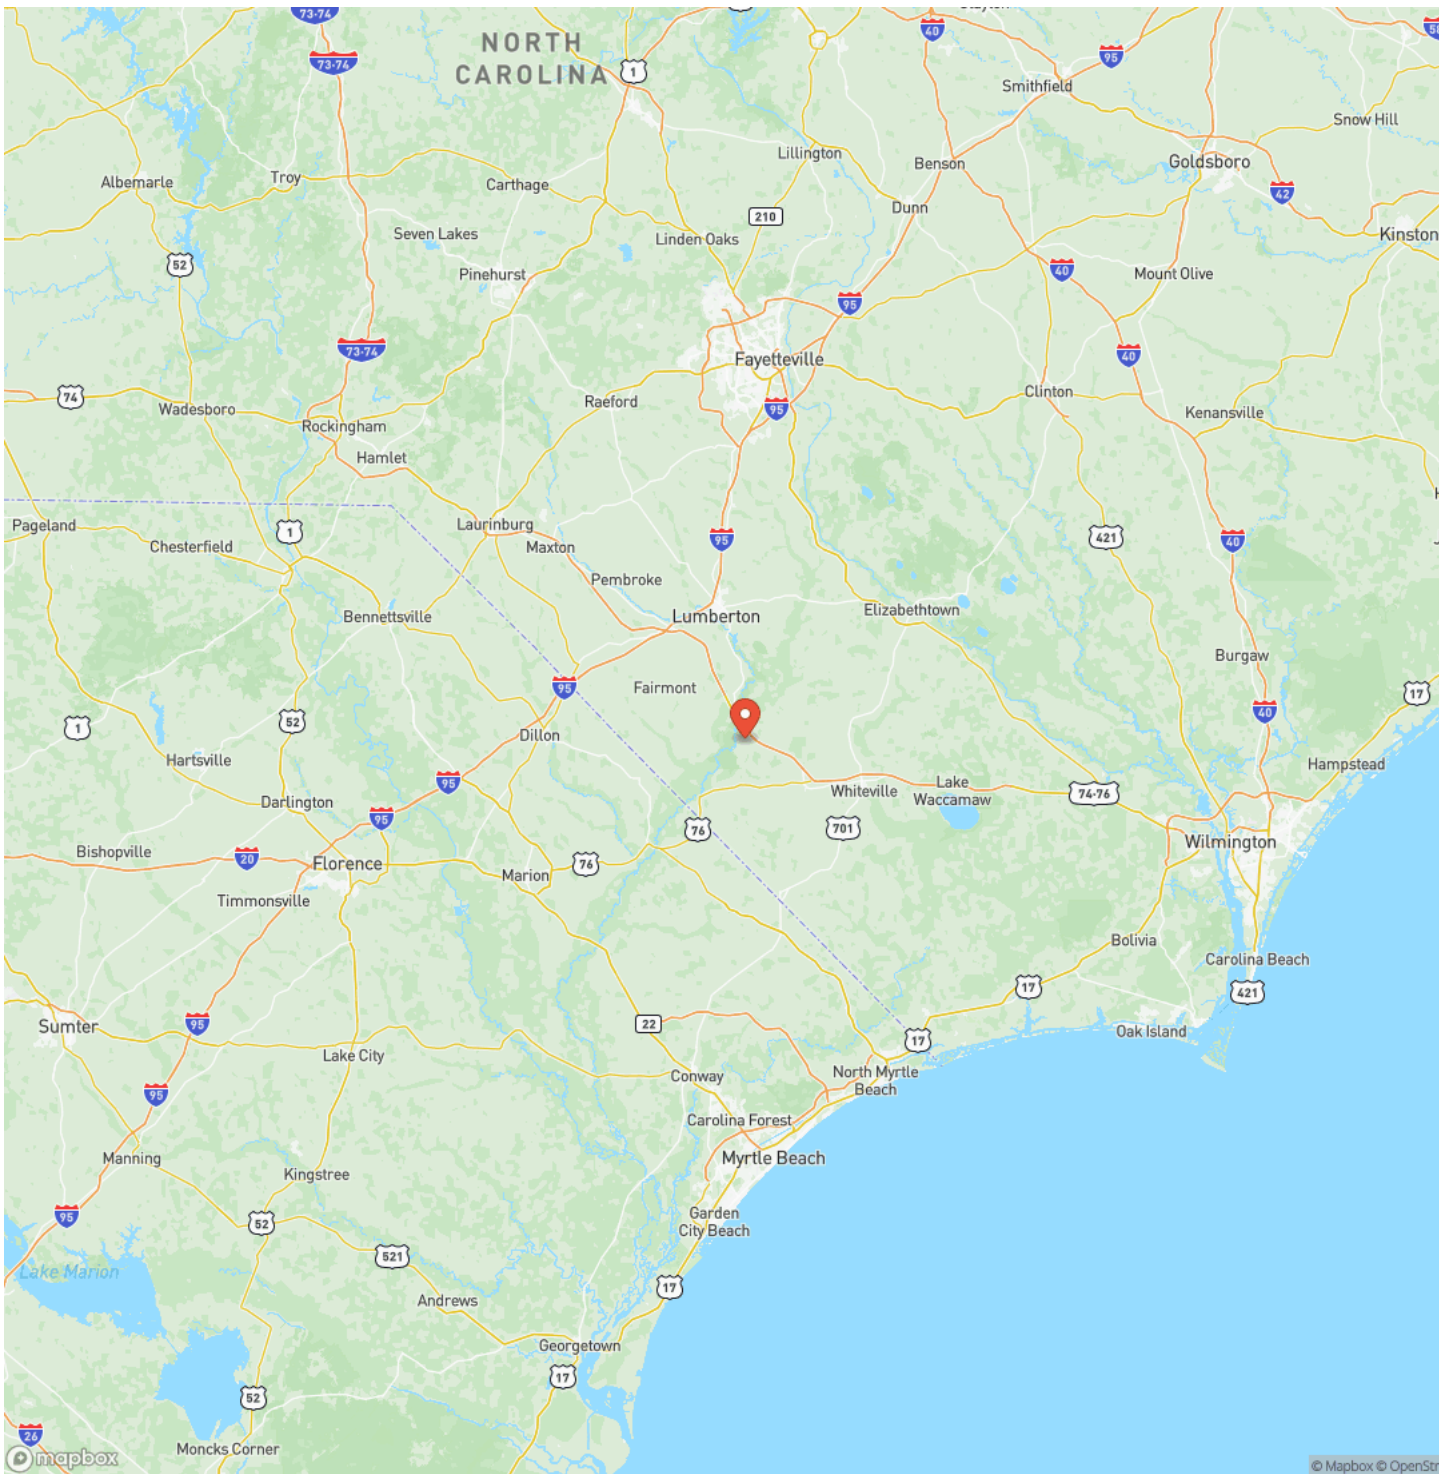 73-74
Clayton
40
58
NORTH
CAROLINA
73-74
1
95
Smithfield
Snow Hill
Lillington
Benson
Goldsboro
Albemarle
Troy
Carthage
42
Dunn
210
Seven Lakes
Linden Oaks
Kinston
52
Pinehurst
40
Mount Olive
95
73-74
Fayetteville
40
74
Raeford
Clinton
Wadesboro
95
Kenansville
Rockingham
Hamlet
Pageland
1
Laurinburg
95
421
40
Chesterfield
Maxton
Pembroke
Bennettsville
Lumberton
Elizabethtown
Burgaw
95
Fairmont
17
1
52
40
Dillon
Hartsville
Hampstead
95
Darlington
Whiteville
Lake
Waccamaw
74-76
95
76
701
Bishopville
20
Florence
76
Marion
Wilmington
Timmonsville
Bolivia
Carolina Beach
17
421
Sumter
95
22
Oak Island
Lake City
17
Conway
North Myrtle
Beach
95
Carolina Forest
Manning
Myrtle Beach
Kingstree
95
52
Garden
City Beach
521
Lake Marion
17
Andrews
Georgetown
17
52
26
Moncks Corner
mapbox
© Mapbox © OpenStr